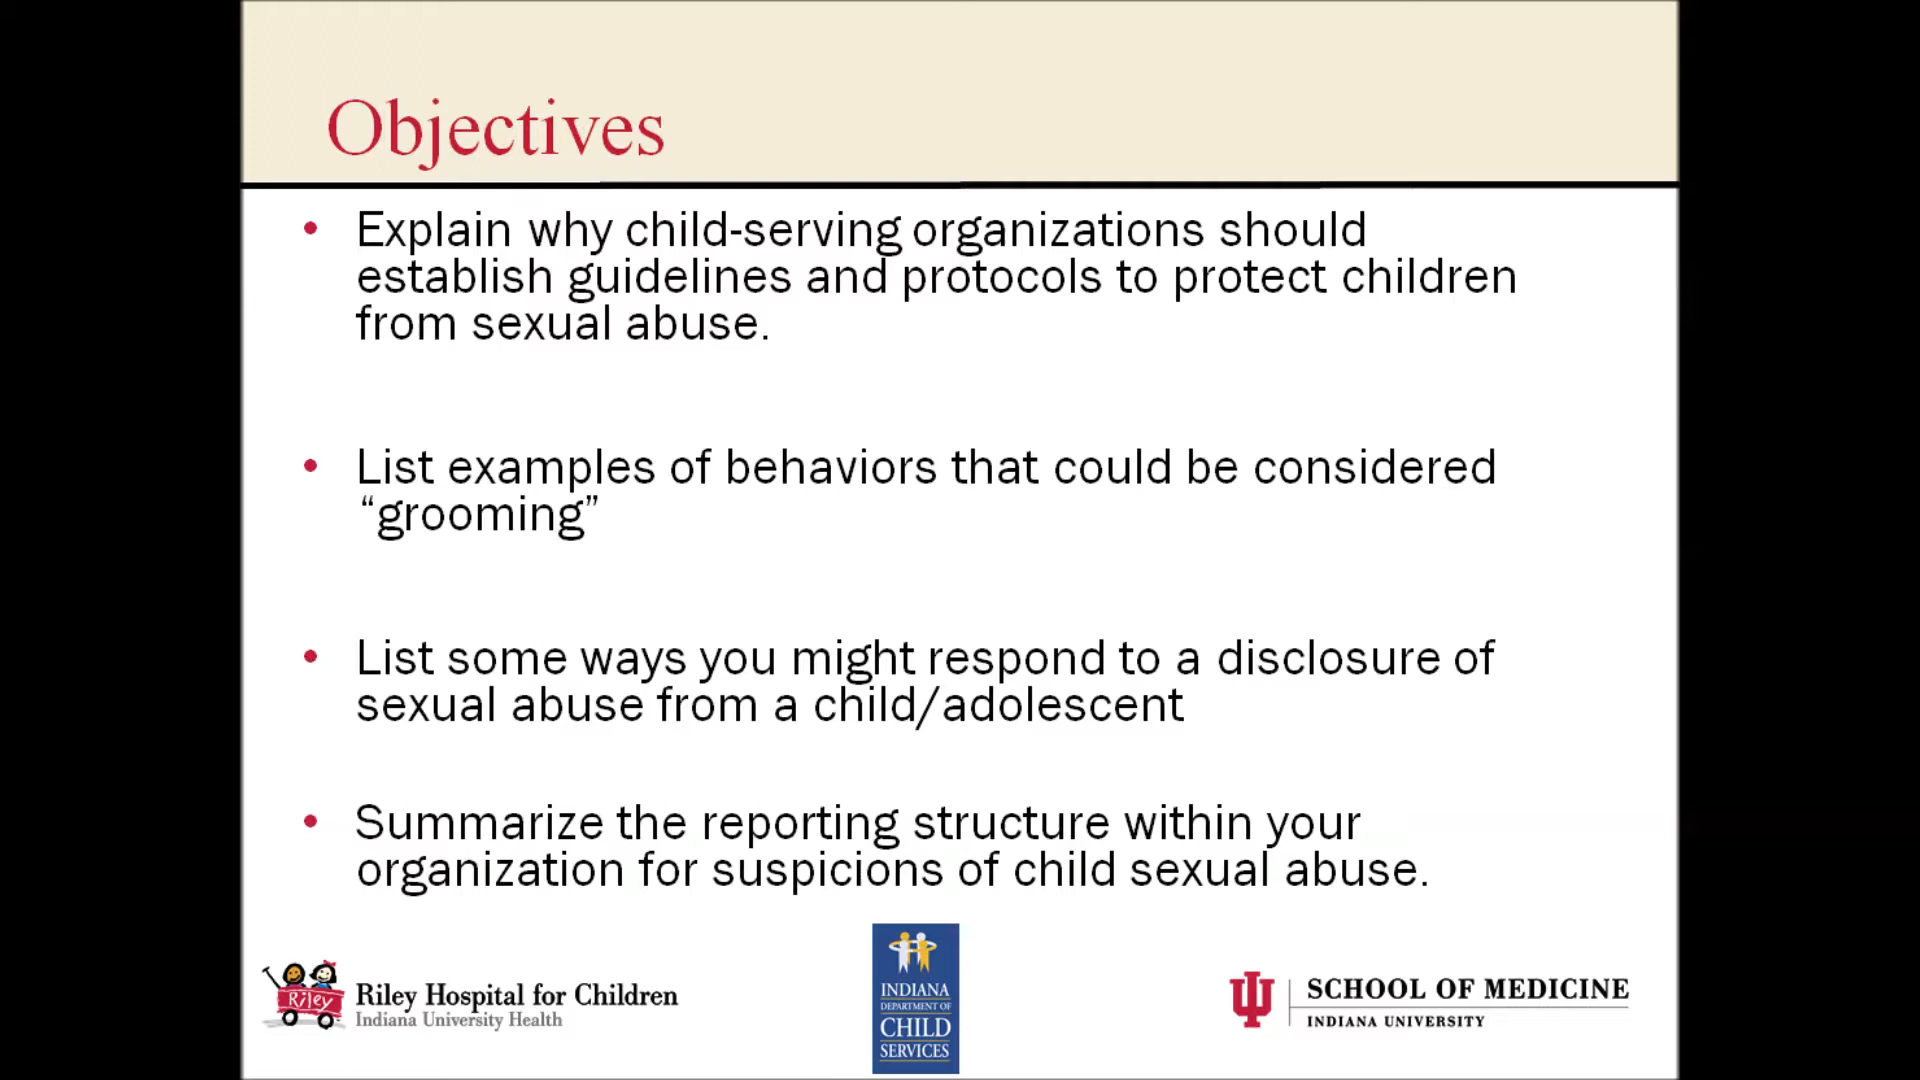 Objectives
• Explain why child-serving organizations should
establish guidelines and protocols to protect children
from sexual abuse.
• List examples of behaviors that could be considered
“grooming”
• List some ways you might respond to a disclosure of
sexual abuse from a child/adolescent
• Summarize the reporting structure within your
organization for suspicions of child sexual abuse.
Riley
Riley Hospital for Children
Indiana University Health
INDIANA
DEPARTMENT OF
CHILD
SERVICES
SCHOOL OF MEDICINE
INDIANA UNIVERSITY